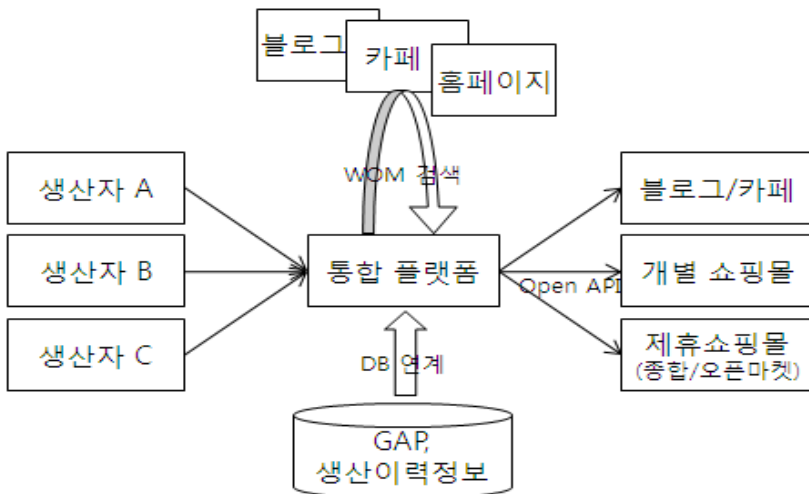 블로그
카페
홈페이지
WOM 검색
생산자 A
생산자 B
생산자 C
통합 플랫폼
Open API
블로그/카페
개별 쇼핑몰
제휴쇼핑몰
(종합/오픈마켓)
DB 연계
GAP,
생산이력정보